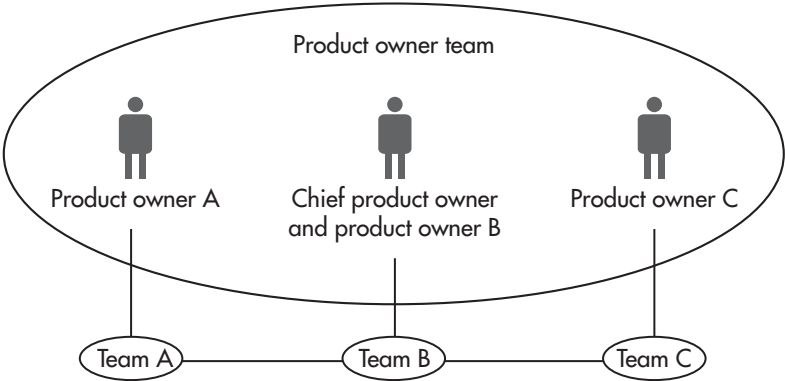 Product owner team
Product owner A
Chief product owner
and product owner B
Product owner C
Team A
Team B
Team C